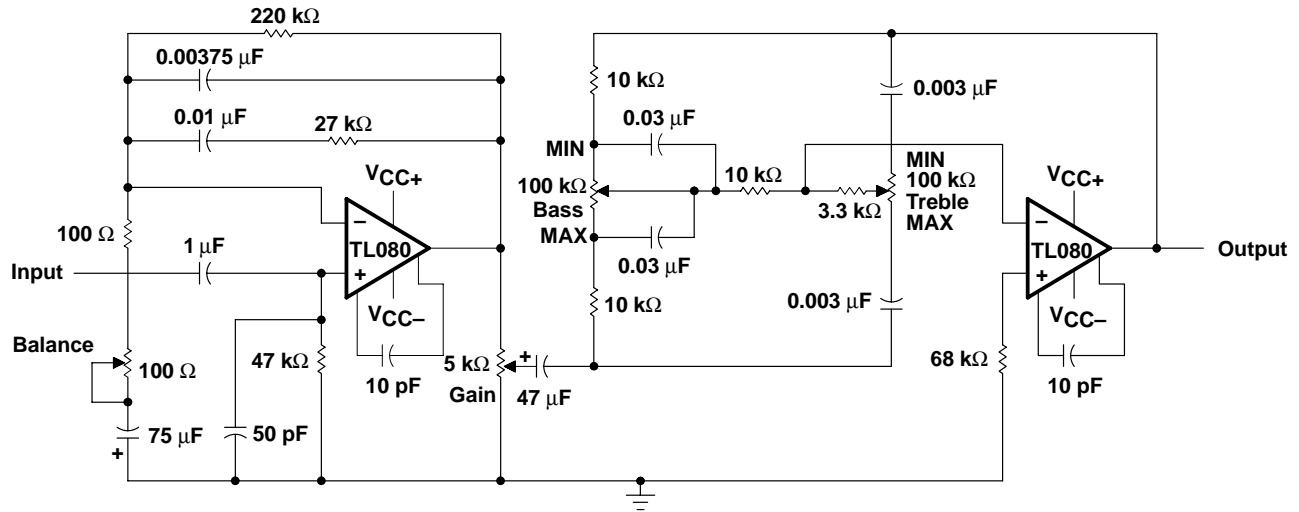 220 kΩ
0.00375 μF
0.01 μF
27 kΩ
VCC+
100 Ω
1 μF
Input
−
TL080
+
VCC−
Balance
100 Ω
47 kΩ
10 pF
75 μF
+
50 pF
5 kΩ
Gain
+
47 μF
10 kΩ
0.03 μF
MIN
100 kΩ
Bass
MAX
0.03 μF
10 kΩ
10 kΩ
3.3 kΩ
0.003 μF
MIN
100 kΩ
Treble
MAX
0.003 μF
VCC+
−
TL080
+
VCC−
Output
68 kΩ
10 pF